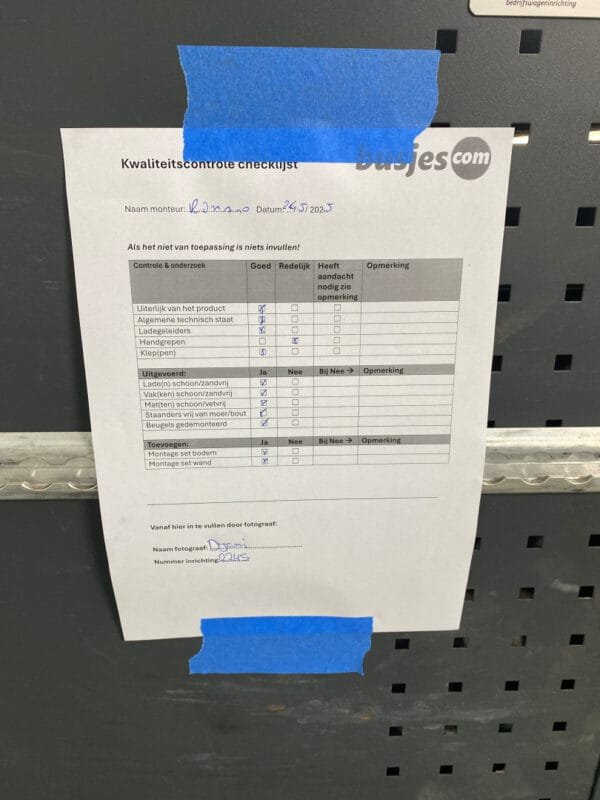 bedrijfswageninrichting
Kwaliteitscontrole checklijst
busjes com
Naam monteur: Datum: 26/5/2025
Als het niet van toepassing is niets invullen!
Controle & onderzoek Goed Redelijk Heeft aandacht nodig zie opmerking Opmerking
Uiterlijk van het product
Algemene technisch staat
Ladegeleiders
Handgrepen
Klep(pen)
Uitgevoerd: Ja Nee Bij Nee → Opmerking
Lade(n) schoon/zandvrij
Vak(ken) schoon/zandvrij
Mat(ten) schoon/vetvrij
Staanders vrij van moer/bout
Beugels gedemonteerd
Toevoegen: Ja Nee Bij Nee → Opmerking
Montage set bodem
Montage set wand
Vanaf hier in te vullen door fotograaf:
Naam fotograaf:
Nummer inrichting: 2245